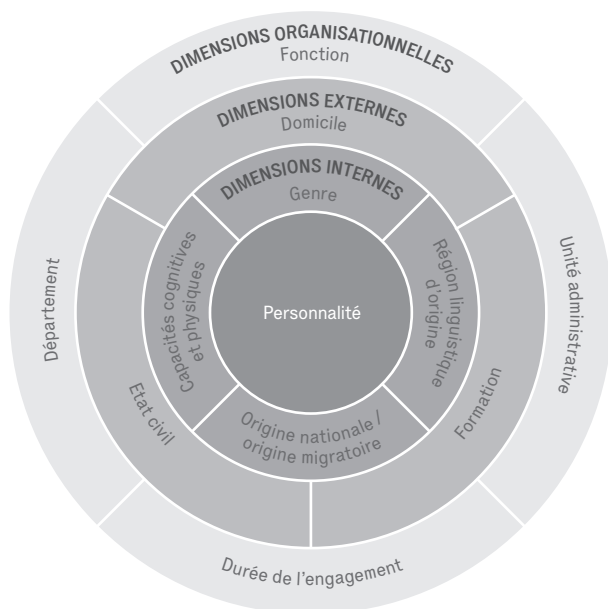 DIMENSIONS ORGANISATIONNELLES
Fonction
DIMENSIONS EXTERNES
Domicile
DIMENSIONS INTERNES
Genre
Département
Etat civil
Capacités cognitives
et physiques
Personnalité
Région linguistique
d'origine
Formation
Unité administrative
Origine nationale /
origine migratoire
Durée de l'engagement